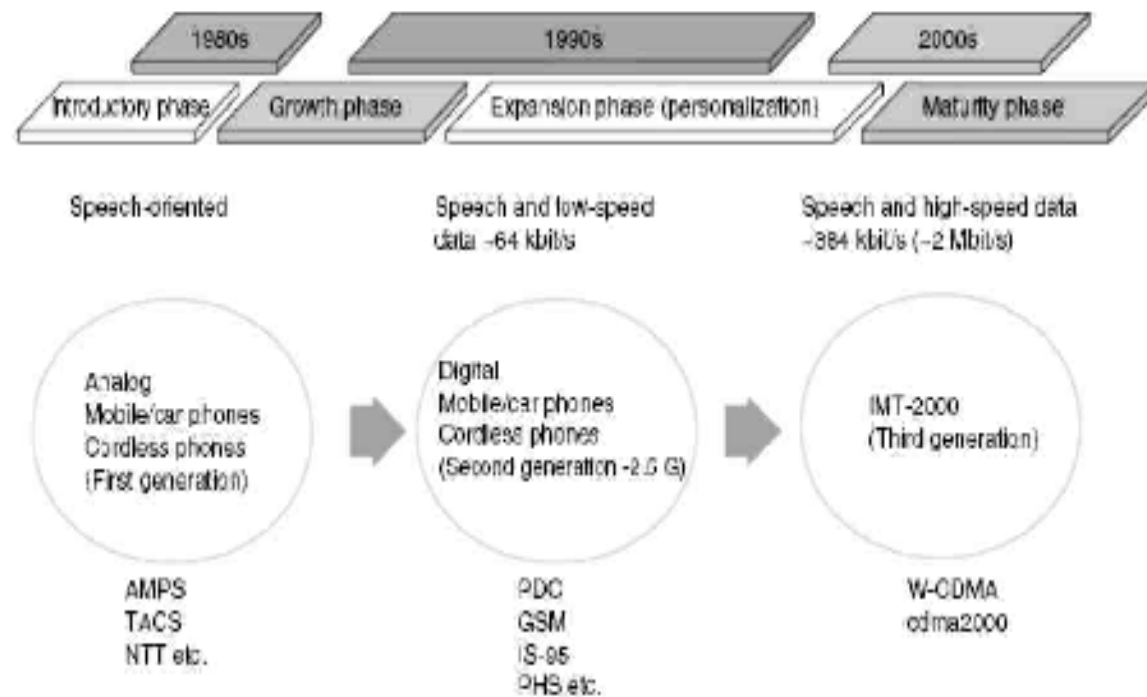 1980s
1990s
2000s
Introductory phase
Growth phase
Expansion phase (personalization)
Maturity phase
Speech-oriented
Speech and low-speed
data ~64 kbit/s
Speech and high-speed data
~384 kbit/s (~2 Mbit/s)
Analog
Mobile/car phones
Cordless phones
(First generation)
Digital
Mobile/car phones
Cordless phones
(Second generation ~2.5 G)
IMT-2000
(Third generation)
AMPS
TACS
NTT etc.
PDC
GSM
IS-95
PHS etc.
W-CDMA
cdma2000